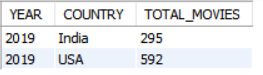 YEAR COUNTRY TOTAL_MOVIES
2019 India 295
2019 USA 592